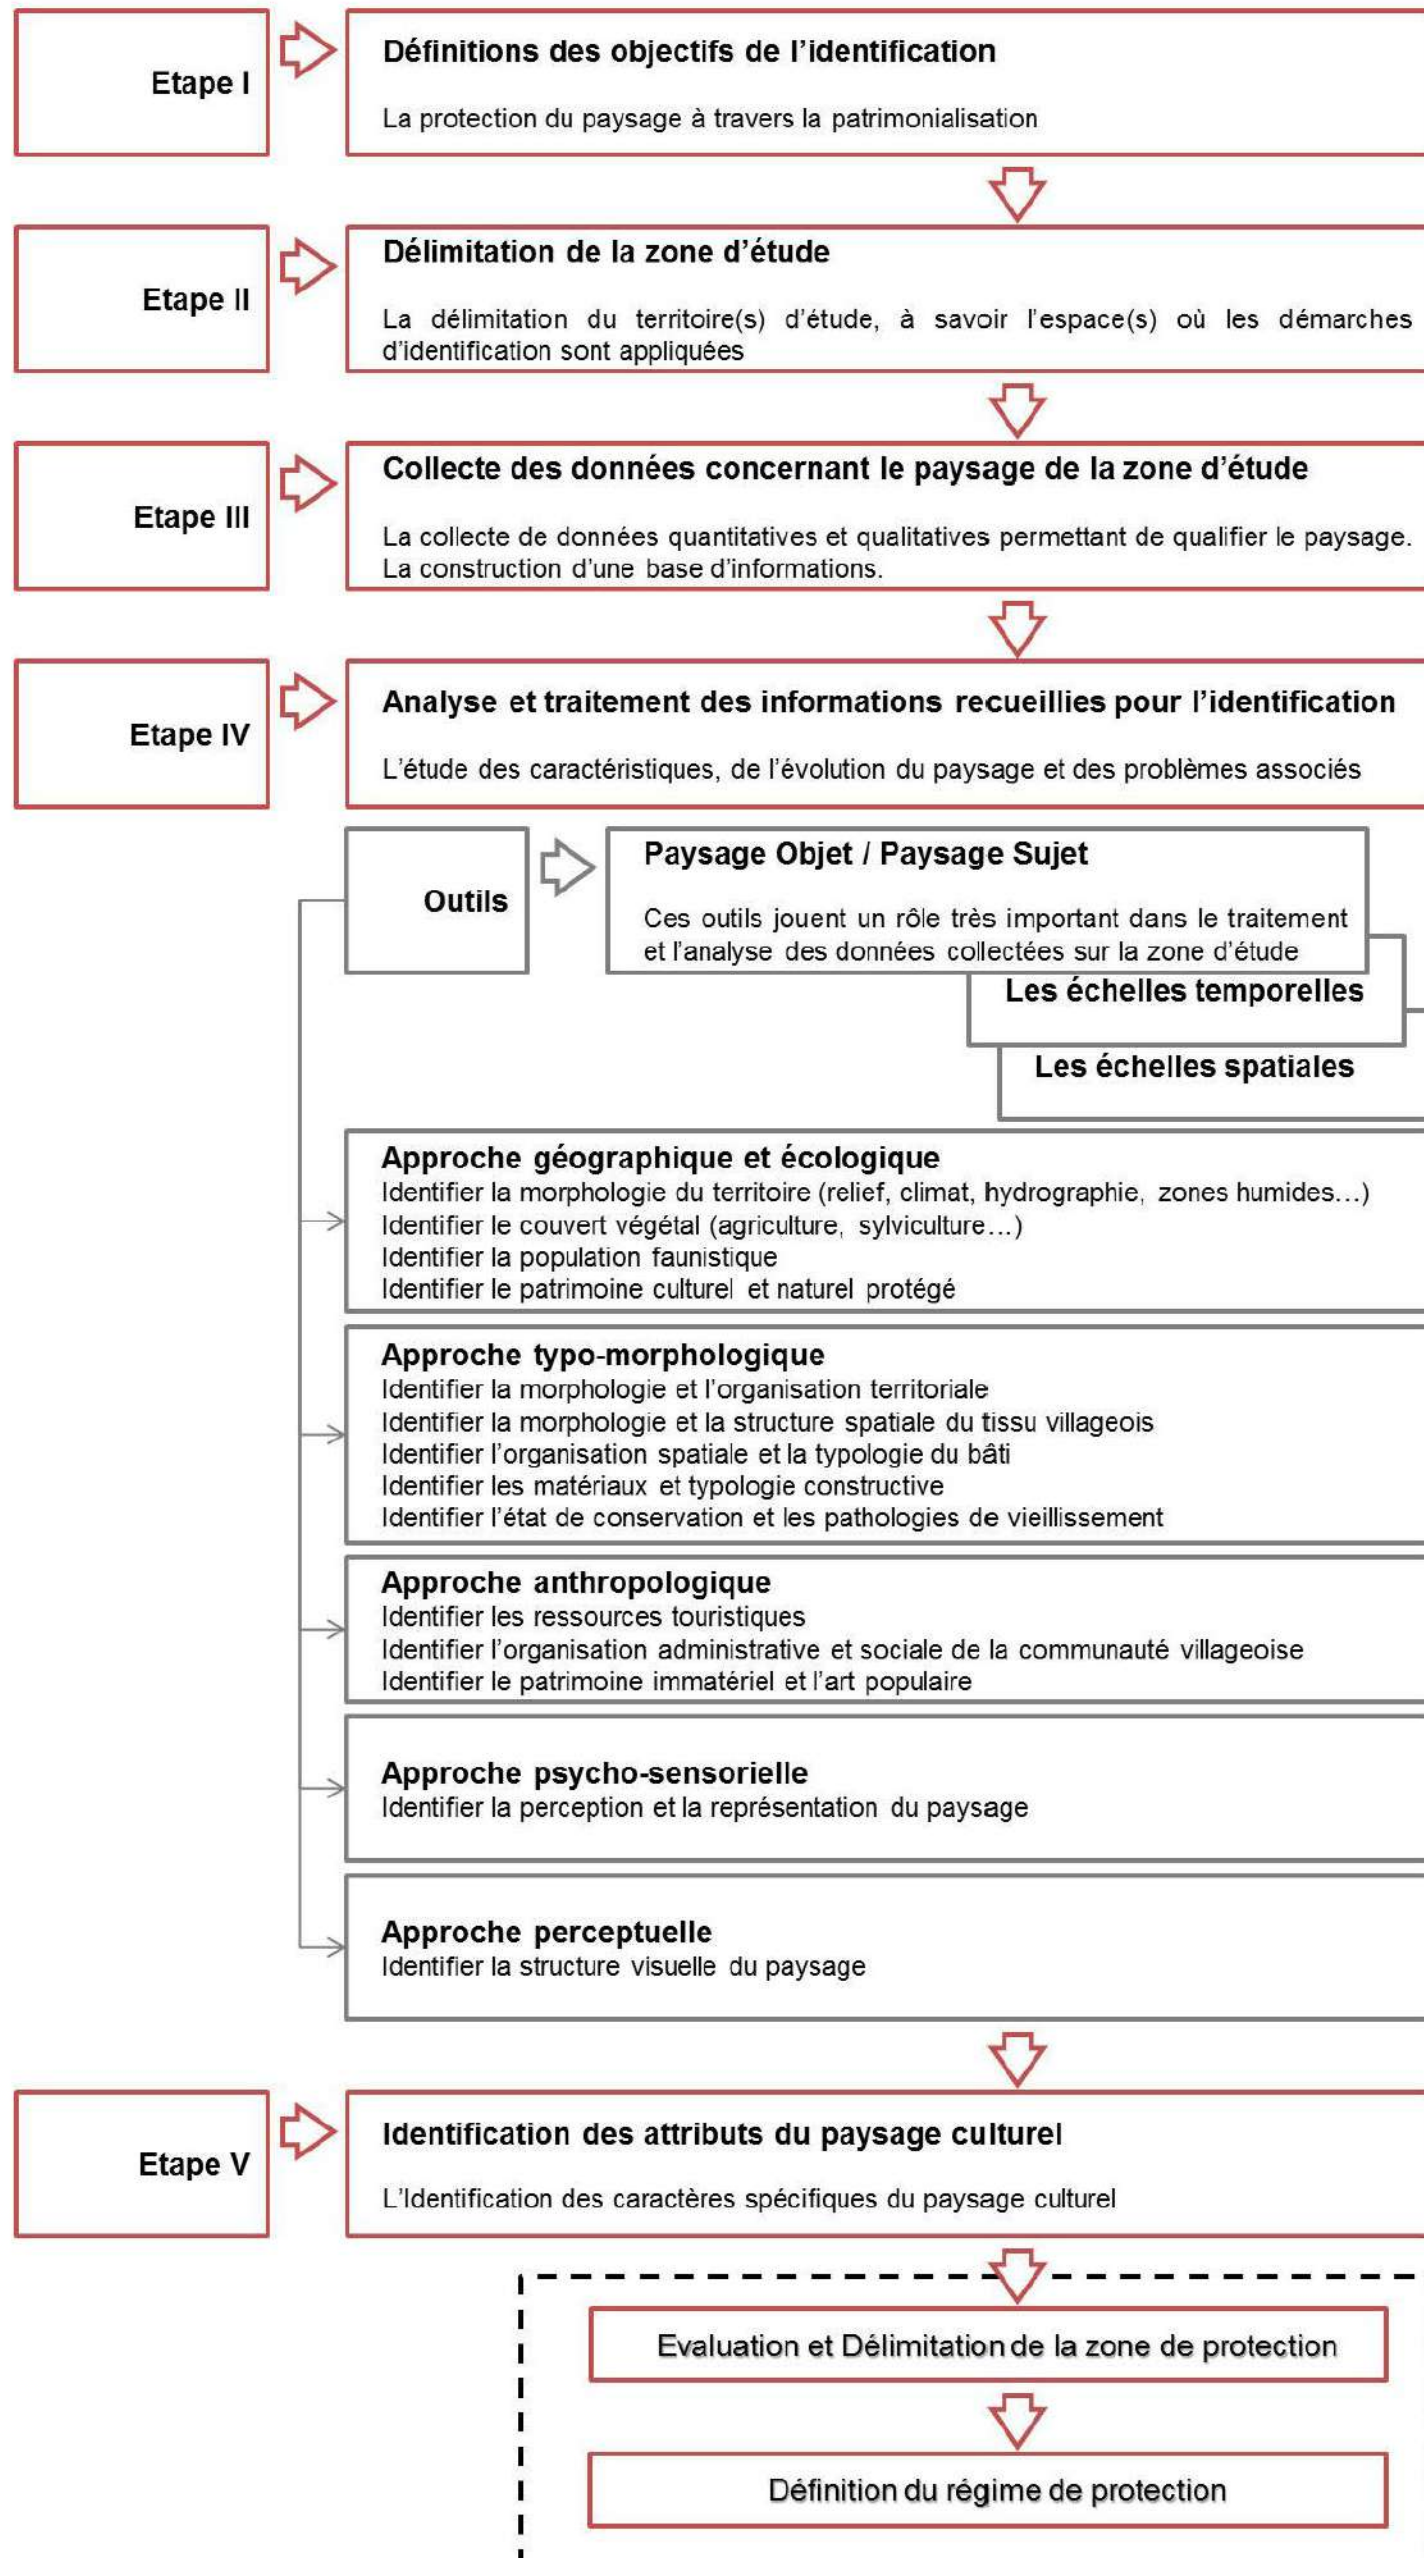 Etape I
Définitions des objectifs de l’identification
La protection du paysage à travers la patrimonialisation
Etape II
Délimitation de la zone d’étude
La délimitation du territoire(s) d’étude, à savoir l’espace(s) où les démarches
d’identification sont appliquées
Etape III
Collecte des données concernant le paysage de la zone d’étude
La collecte de données quantitatives et qualitatives permettant de qualifier le paysage.
La construction d’une base d’informations.
Etape IV
Analyse et traitement des informations recueillies pour l’identification
L’étude des caractéristiques, de l’évolution du paysage et des problèmes associés
Outils
Paysage Objet / Paysage Sujet
Ces outils jouent un rôle très important dans le traitement
et l’analyse des données collectées sur la zone d’étude
Les échelles temporelles
Les échelles spatiales
Approche géographique et écologique
Identifier la morphologie du territoire (relief, climat, hydrographie, zones humides…)
Identifier le couvert végétal (agriculture, sylviculture…)
Identifier la population faunistique
Identifier le patrimoine culturel et naturel protégé
Approche typo-morphologique
Identifier la morphologie et l’organisation territoriale
Identifier la morphologie et la structure spatiale du tissu villageois
Identifier l’organisation spatiale et la typologie du bâti
Identifier les matériaux et typologie constructive
Identifier l’état de conservation et les pathologies de vieillissement
Approche anthropologique
Identifier les ressources touristiques
Identifier l’organisation administrative et sociale de la communauté villageoise
Identifier le patrimoine immatériel et l’art populaire
Approche psycho-sensorielle
Identifier la perception et la représentation du paysage
Approche perceptuelle
Identifier la structure visuelle du paysage
Etape V
Identification des attributs du paysage culturel
L’Identification des caractères spécifiques du paysage culturel
Evaluation et Délimitation de la zone de protection
Définition du régime de protection